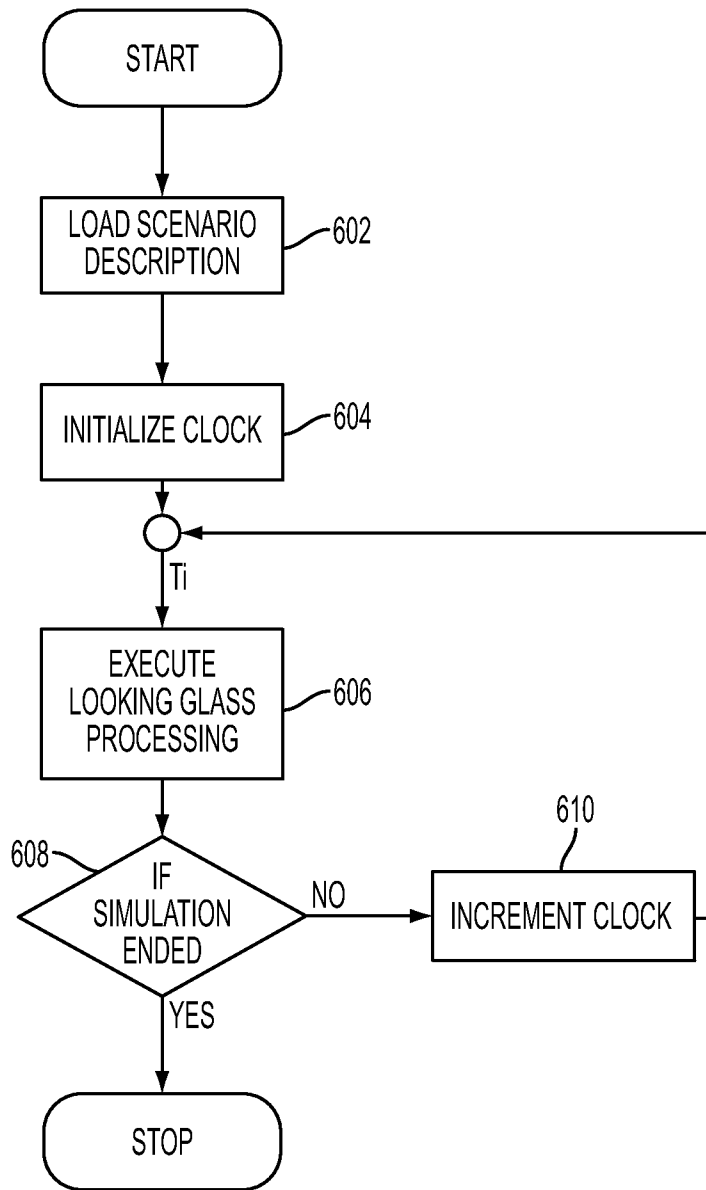 START
LOAD SCENARIO
DESCRIPTION
602
INITIALIZE CLOCK
604
Ti
EXECUTE
LOOKING GLASS
PROCESSING
606
608
IF
SIMULATION
ENDED
NO
610
INCREMENT CLOCK
YES
STOP